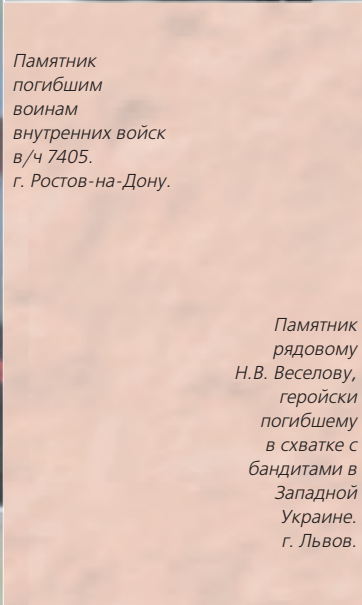 Памятник
погибшим
воинам
внутренних войск
в/ч 7405.
г. Ростов-на-Дону.
Памятник
рядовому
Н.В. Веселову,
геройски
погибшему
в схватке с
бандитами в
Западной
Украине.
г. Львов.